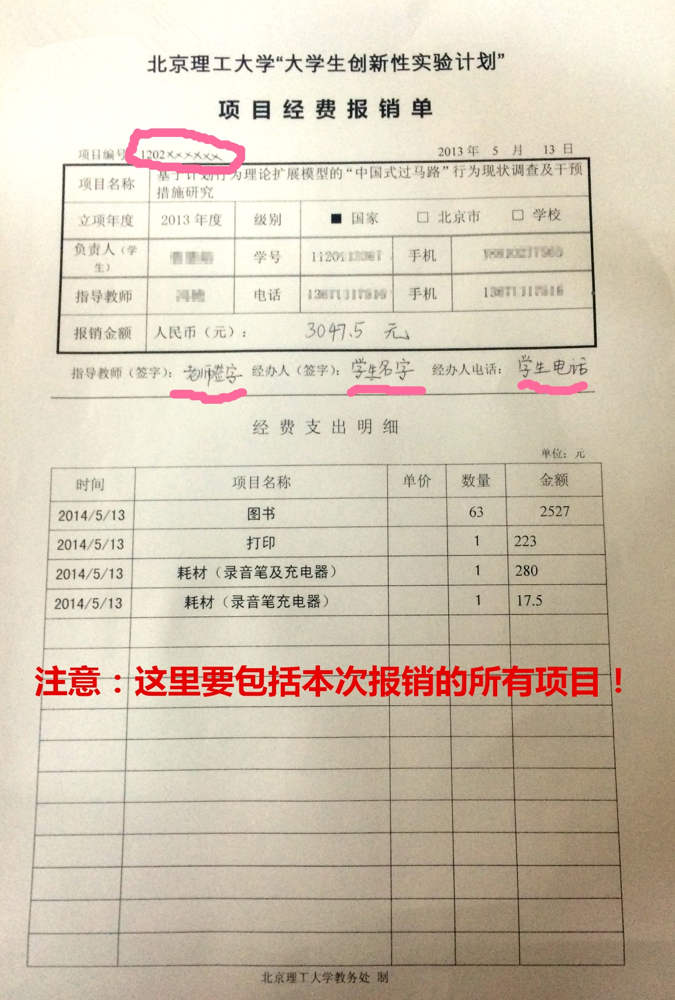 北京理工大学“大学生创新性实验计划”
项目经费报销单
项目编号 1202×××××× 2013年 5 月 13 日
项目名称 基于计划行为理论扩展模型的“中国式过马路”行为现状调查及干预
措施研究
立项年度 2013年度 级别 ■ 国家 □ 北京市 □ 学校
负责人（学
生） 学号 手机
指导教师 电话 手机
报销金额 人民币（元）： 3047.5 元
指导教师（签字）： 老师签字 经办人（签字）： 学生名字 经办人电话： 学生电话
经费支出明细
单位：元
时间 项目名称 单价 数量 金额
2014/5/13 图书 63 2527
2014/5/13 打印 1 223
2014/5/13 耗材（录音笔及充电器） 1 280
2014/5/13 耗材（录音笔充电器） 1 17.5
注意：这里要包括本次报销的所有项目！
北京理工大学教务处 制